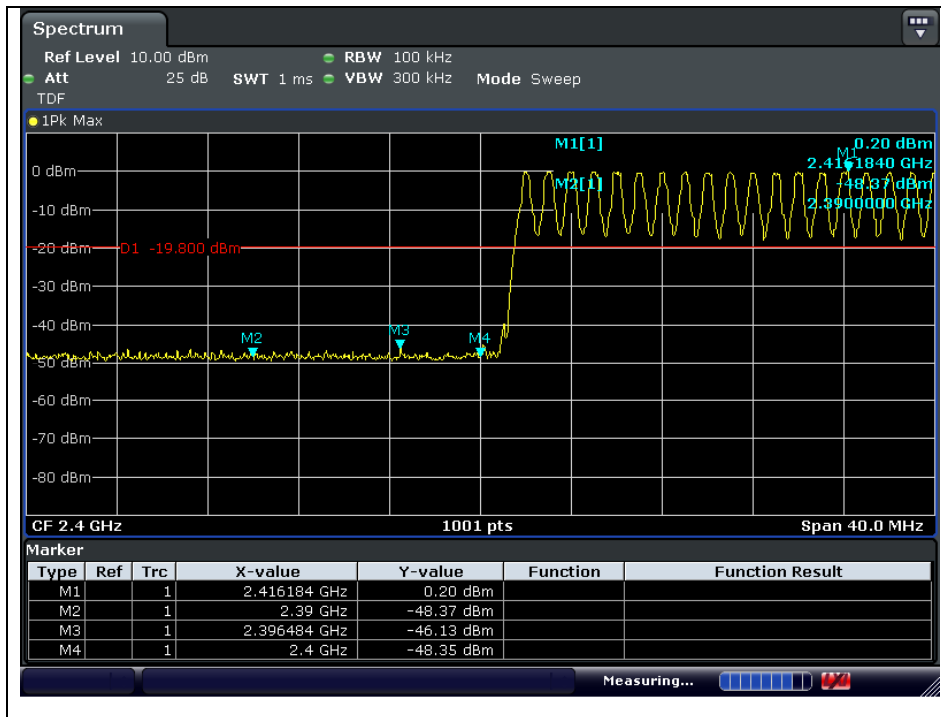 Spectrum
Ref Level 10.00 dBm RBW 100 kHz
Att 25 dB SWT 1 ms VBW 300 kHz Mode Sweep
TDF
1Pk Max
M1[1] 0.20 dBm
2.4161840 GHz
M2[1] -48.37 dBm
2.3900000 GHz
M1
0 dBm
-10 dBm
-20 dBm
D1 -19.800 dBm
-30 dBm
-40 dBm
M2 M3 M4
-50 dBm
-60 dBm
-70 dBm
-80 dBm
CF 2.4 GHz 1001 pts Span 40.0 MHz
Marker
Type Ref Trc X-value Y-value Function Function Result
M1 1 2.416184 GHz 0.20 dBm
M2 1 2.39 GHz -48.37 dBm
M3 1 2.396484 GHz -46.13 dBm
M4 1 2.4 GHz -48.35 dBm
Measuring...